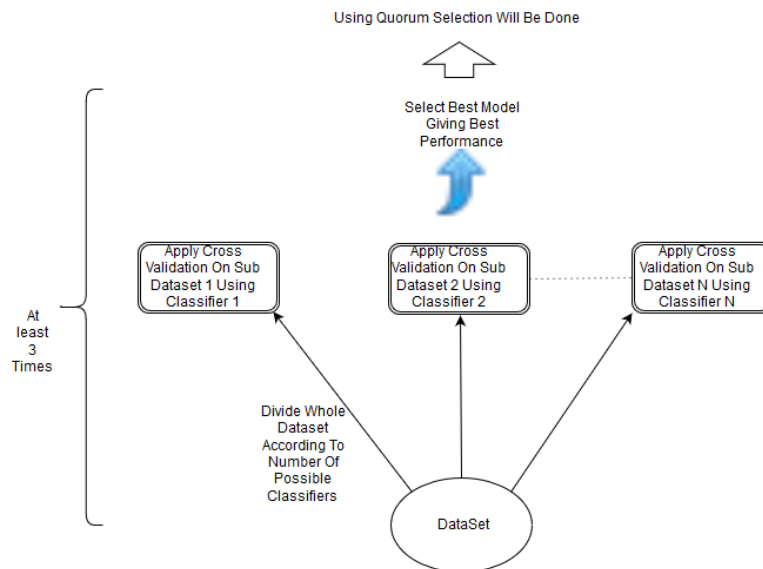 Using Quorum Selection Will Be Done
Select Best Model
Giving Best
Performance
Apply Cross
Validation On Sub
Dataset 1 Using
Classifier 1
Apply Cross
Validation On Sub
Dataset 2 Using
Classifier 2
Apply Cross
Validation On Sub
Dataset N Using
Classifier N
At
least
3
Times
Divide Whole
Dataset
According To
Number Of
Possible
Classifiers
DataSet